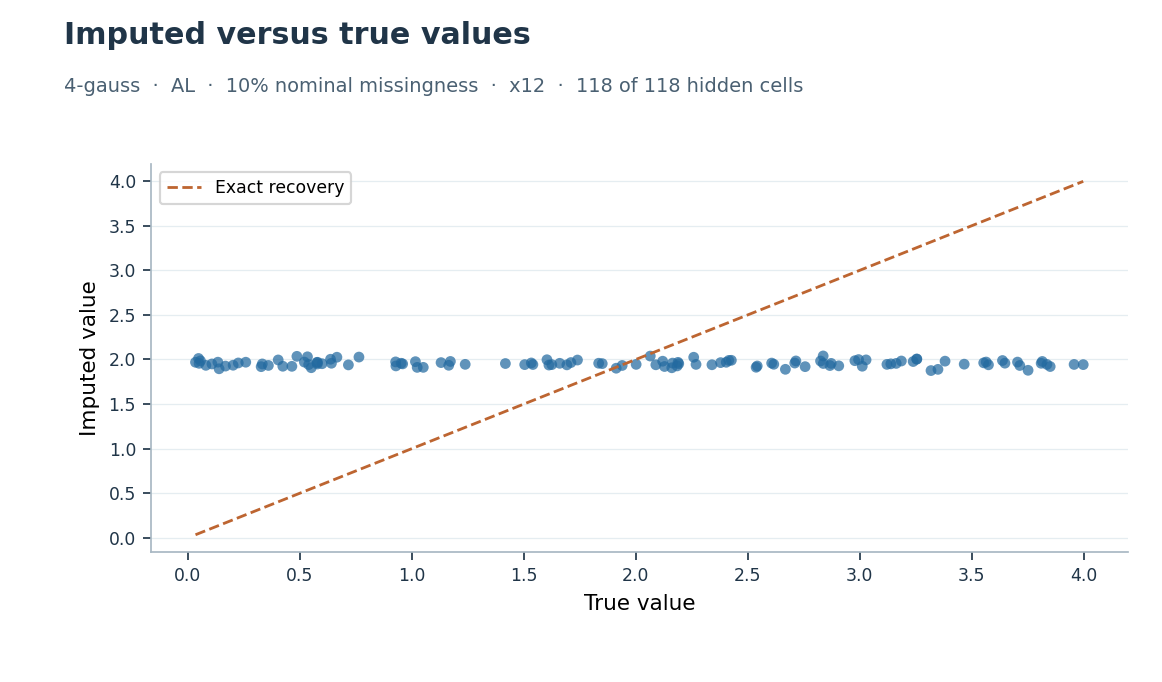 Imputed versus true values
4-gauss · AL · 10% nominal missingness · x12 · 118 of 118 hidden cells
Exact recovery
Imputed value
4.0
3.5
3.0
2.5
2.0
1.5
1.0
0.5
0.0
0.0 0.5 1.0 1.5 2.0 2.5 3.0 3.5 4.0
True value